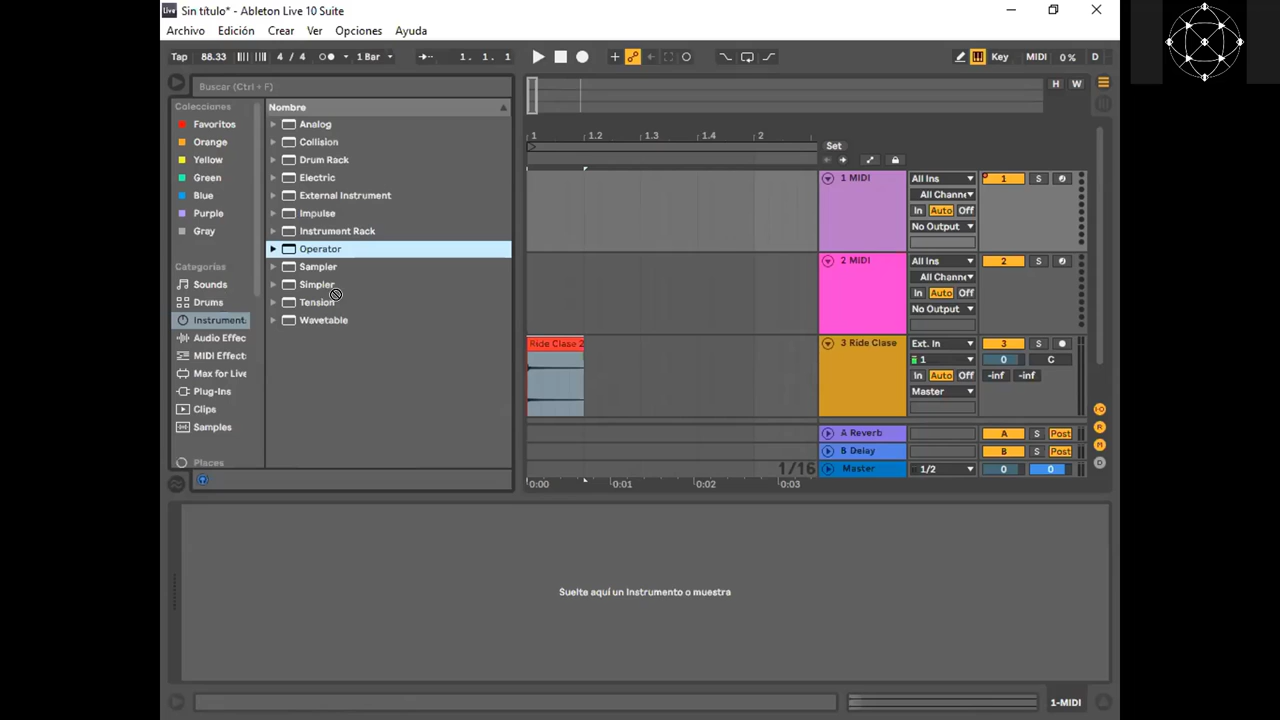 Live Sin título* - Ableton Live 10 Suite
Archivo Edición Crear Ver Opciones Ayuda
Tap 88.33 4 / 4 1 Bar 1. 1. 1 Key MIDI 0 % D
Buscar (Ctrl + F)
H W
Colecciones
Favoritos
Orange
Yellow
Green
Blue
Purple
Gray
Categorías
Sounds
Drums
Instrument.
Audio Effec
MIDI Effect
Max for Live
Plug-Ins
Clips
Samples
Places
Nombre
Analog
Collision
Drum Rack
Electric
External Instrument
Impulse
Instrument Rack
Operator
Sampler
Simpler
Tension
Wavetable
1 1.2 1.3 1.4 2
Set
1 MIDI All Ins 1 S
All Channe
In Auto Off
No Output
2 MIDI All Ins 2 S
All Channe
In Auto Off
No Output
Ride Clase 2 3 Ride Clase Ext. In 3 S
1 0 C
In Auto Off -inf -inf
Master
A Reverb A S Post
B Delay B S Post
1/16 Master 1/2 0 0
0:00 0:01 0:02 0:03
I·O
R
M
D
Suelte aquí un Instrumento o muestra
1-MIDI